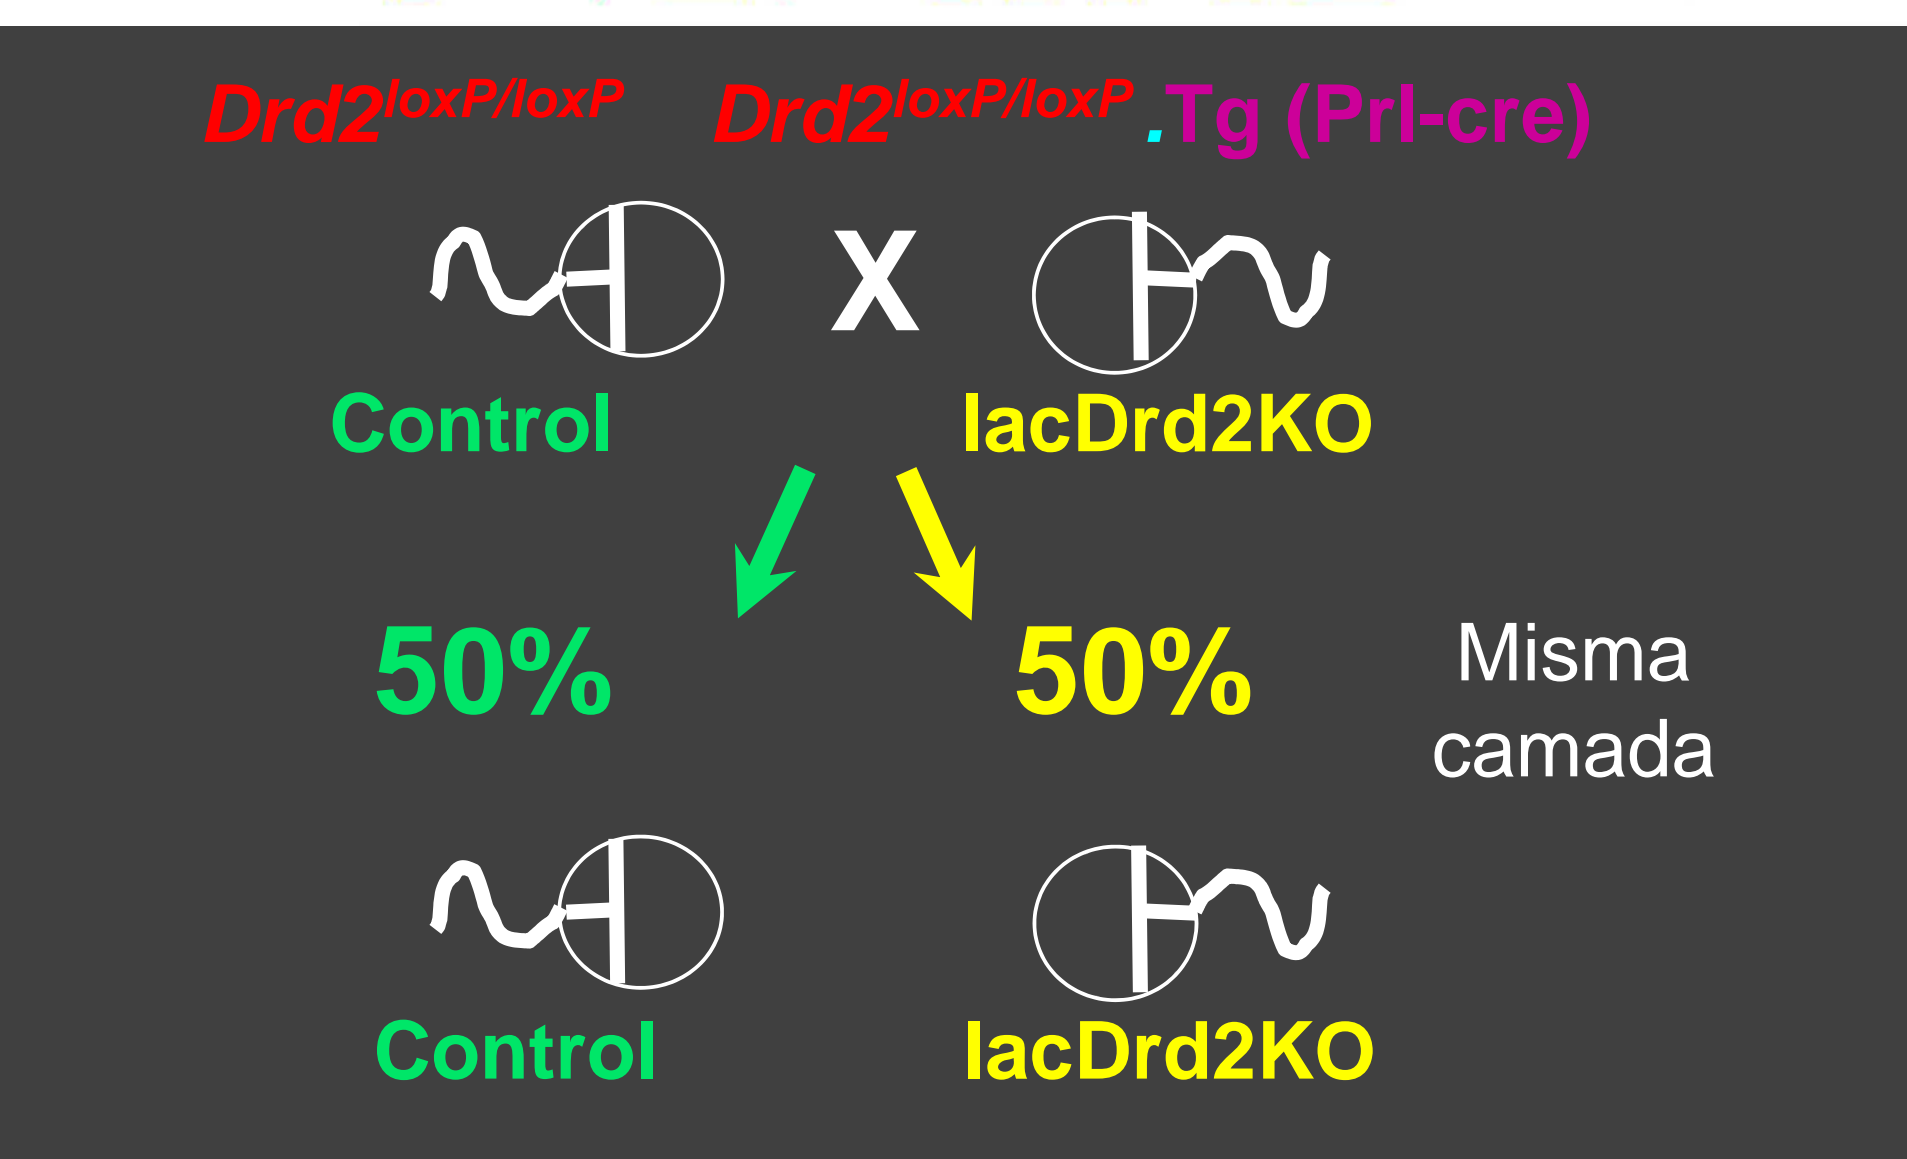 Drd2loxP/loxP Drd2loxP/loxP .Tg (Prl-cre)
X
Control lacDrd2KO
50% 50% Misma
camada
Control lacDrd2KO